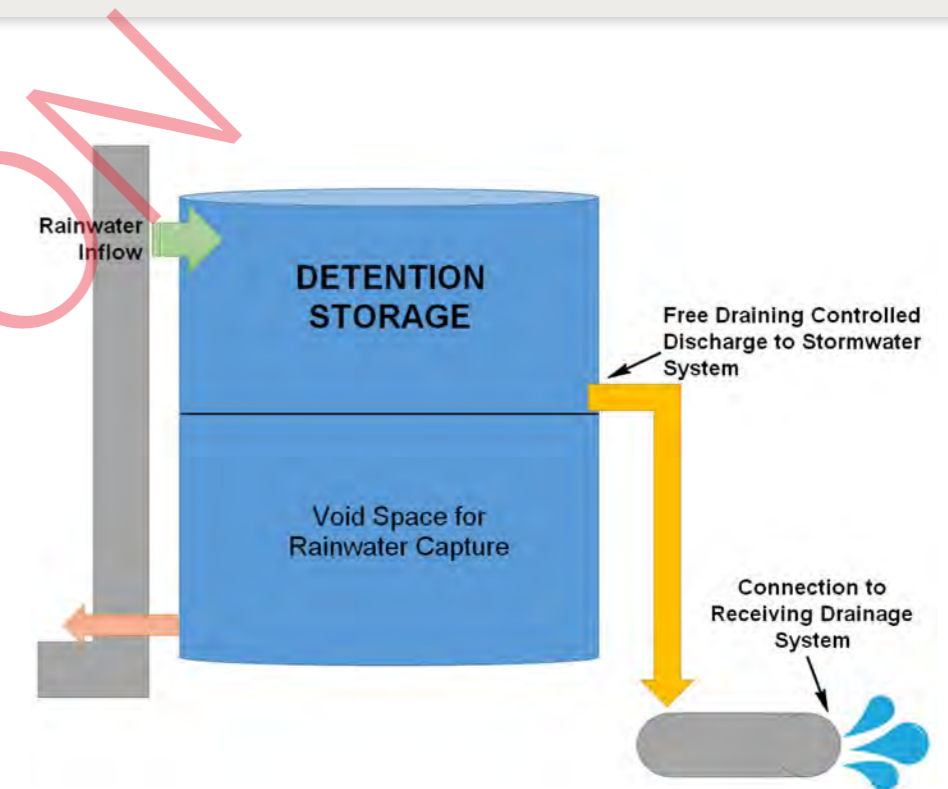 ON
Rainwater
Inflow
DETENTION
STORAGE
Free Draining Controlled
Discharge to Stormwater
System
Void Space for
Rainwater Capture
Connection to
Receiving Drainage
System